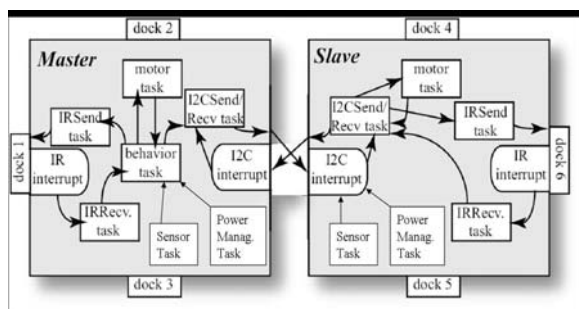 dock 2
dock 4
Master
Slave
motor
task
I2CSend/
Recv task
IRSend
task
behavior
task
dock 1
IR
interrupt
I2C
interrupt
IRRecv.
task
Sensor
Task
Power
Manag.
Task
dock 3
motor
task
I2CSend/
Recv task
IRSend
task
I2C
interrupt
IR
interrupt
dock 6
IRRecv.
task
Sensor
Task
Power
Manag.
Task
dock 5